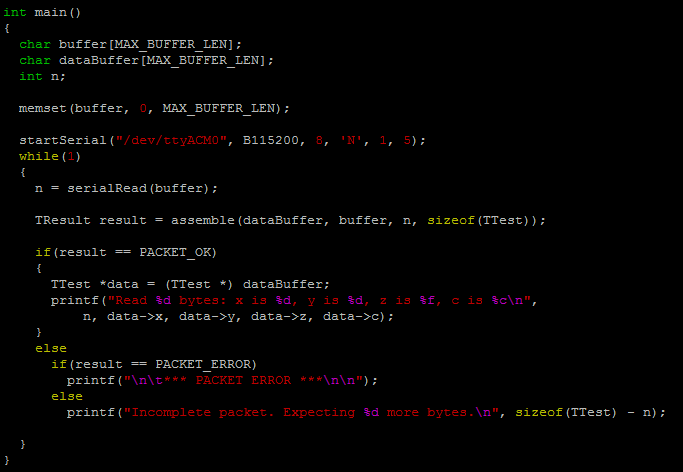 int main()
{
  char buffer[MAX_BUFFER_LEN];
  char dataBuffer[MAX_BUFFER_LEN];
  int n;

  memset(buffer, 0, MAX_BUFFER_LEN);

  startSerial("/dev/ttyACM0", B115200, 8, 'N', 1, 5);
  while(1)
  {
    n = serialRead(buffer);

    TResult result = assemble(dataBuffer, buffer, n, sizeof(TTest));

    if(result == PACKET_OK)
    {
      TTest *data = (TTest *) dataBuffer;
      printf("Read %d bytes: x is %d, y is %d, z is %f, c is %c\n",
          n, data->x, data->y, data->z, data->c);
    }
    else
      if(result == PACKET_ERROR)
        printf("\n\t*** PACKET ERROR ***\n\n");
      else
        printf("Incomplete packet. Expecting %d more bytes.\n", sizeof(TTest) - n);

  }
}